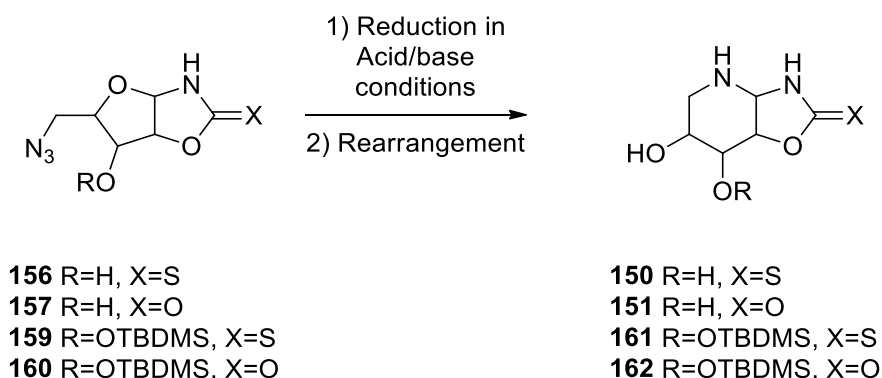 1) Reduction in
Acid/base
conditions
2) Rearrangement
O
H
N
X
O
N3
RO
H
N
H
N
X
O
HO
OR
156 R=H, X=S
157 R=H, X=O
159 R=OTBDMS, X=S
160 R=OTBDMS, X=O
150 R=H, X=S
151 R=H, X=O
161 R=OTBDMS, X=S
162 R=OTBDMS, X=O